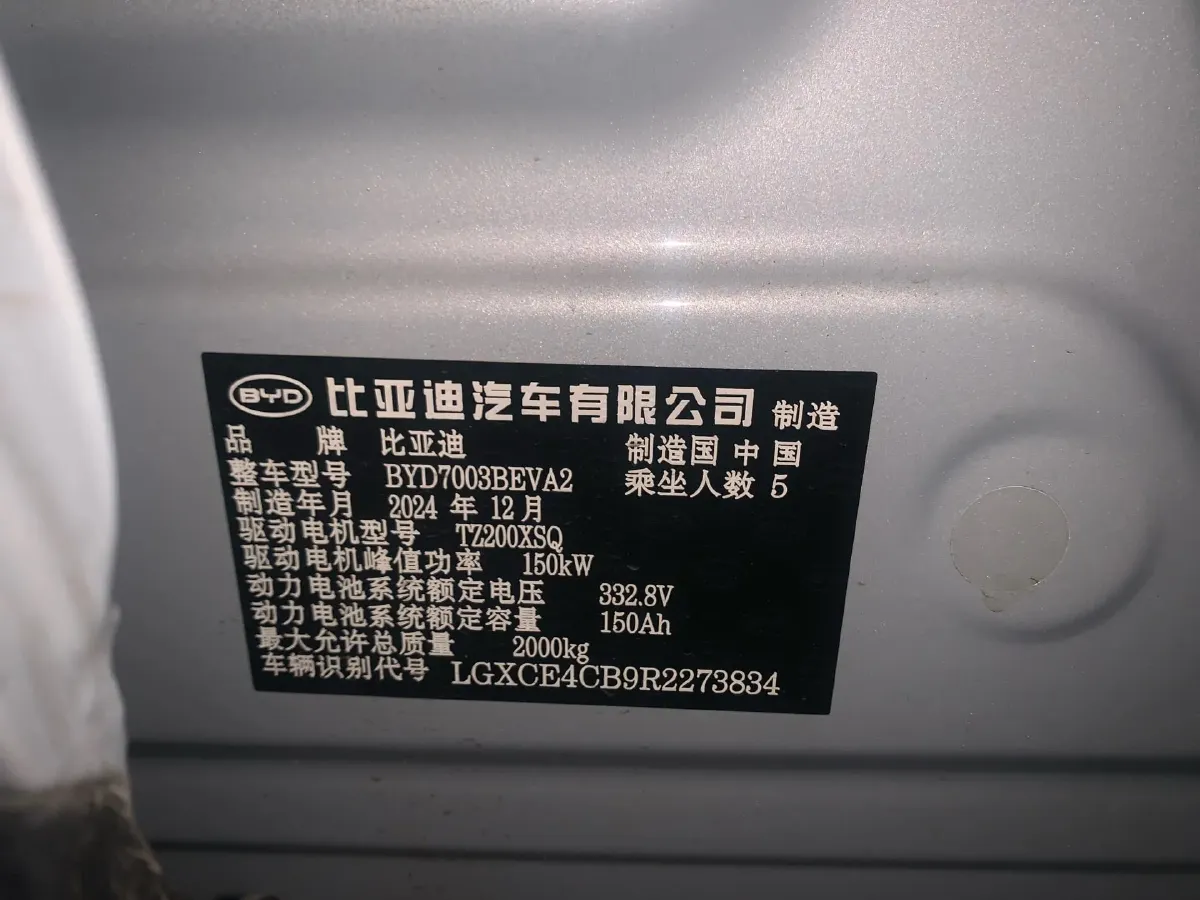 BYD 比亚迪汽车有限公司 制造
品 牌 比亚迪 制造国 中国
整车型号 BYD7003BEVA2 乘坐人数 5
制造年月 2024 年 12 月
驱动电机型号 TZ200XSQ
驱动电机峰值功率 150kW
动力电池系统额定电压 332.8V
动力电池系统额定容量 150Ah
最大允许总质量 2000kg
车辆识别代号 LGXCE4CB9R2273834